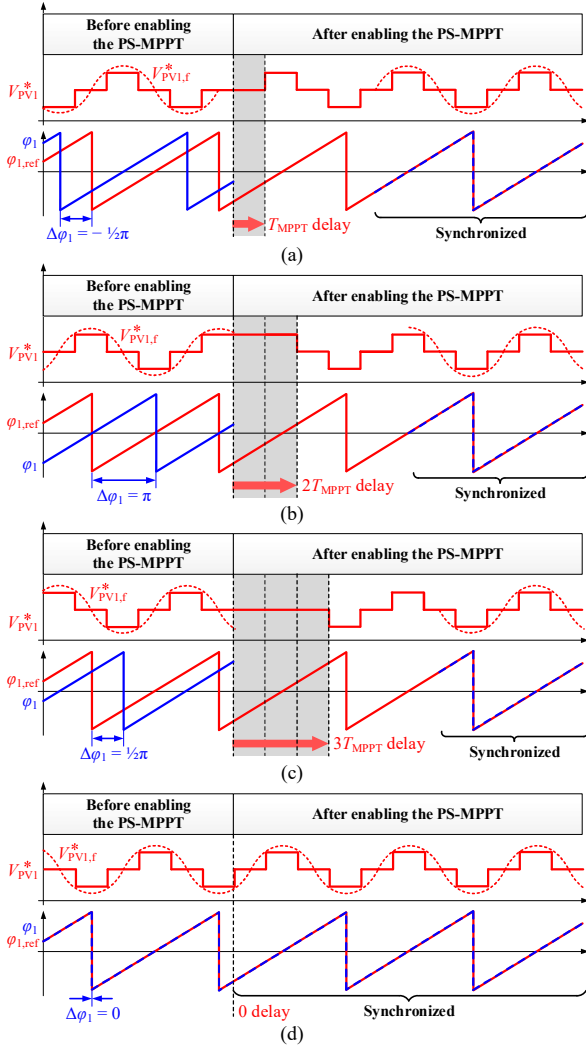 Before enabling
the PS-MPPT
After enabling the PS-MPPT
V*PV1,f
V*PV1
φ1
φ1,ref
Δφ1 = − ½π
TMPPT delay
Synchronized
(a)
Before enabling
the PS-MPPT
After enabling the PS-MPPT
V*PV1,f
V*PV1
φ1,ref
φ1
Δφ1 = π
2TMPPT delay
Synchronized
(b)
Before enabling
the PS-MPPT
After enabling the PS-MPPT
V*PV1,f
V*PV1
φ1,ref
φ1
Δφ1 = ½π
3TMPPT delay
Synchronized
(c)
Before enabling
the PS-MPPT
After enabling the PS-MPPT
V*PV1,f
V*PV1
φ1
φ1,ref
Δφ1 = 0
0 delay
Synchronized
(d)